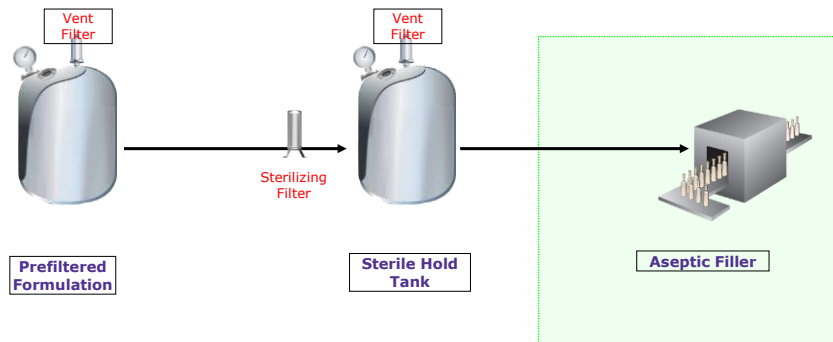 Vent
Filter
Vent
Filter
Sterilizing
Filter
Prefiltered
Formulation
Sterile Hold
Tank
Aseptic Filler